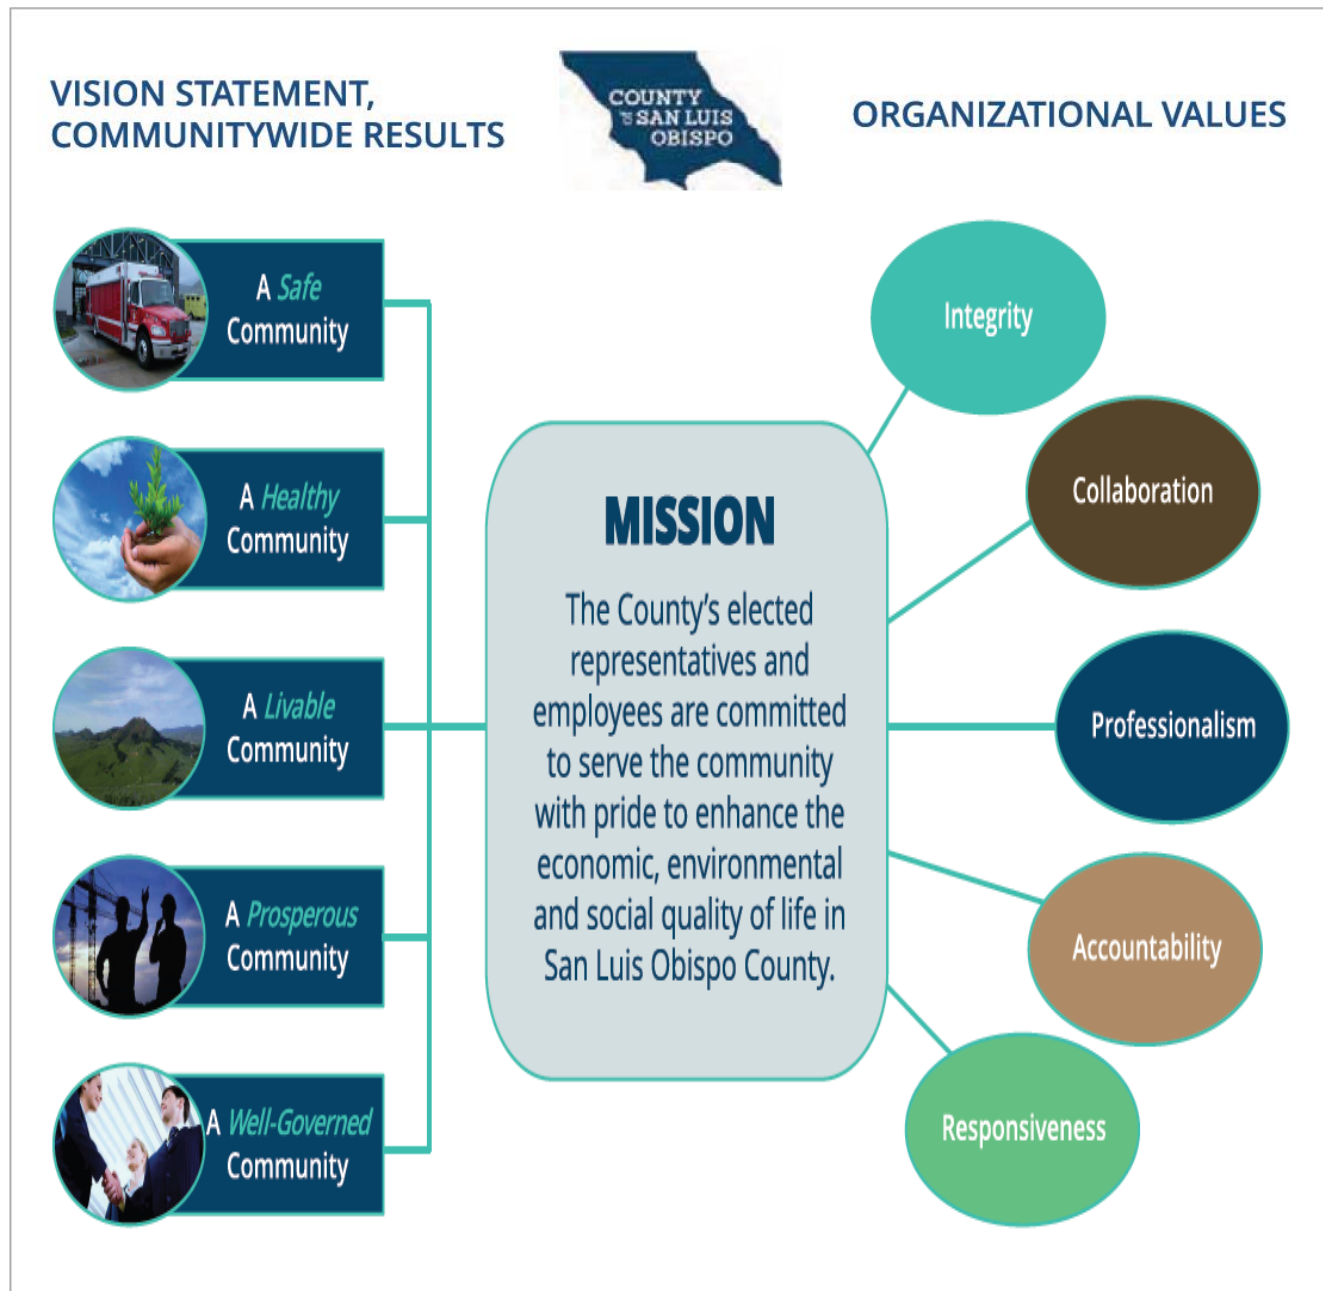 VISION STATEMENT,
COMMUNITYWIDE RESULTS
COUNTY
OF SAN LUIS
OBISPO
ORGANIZATIONAL VALUES
A Safe
Community
A Healthy
Community
A Livable
Community
A Prosperous
Community
A Well-Governed
Community
MISSION
The County’s elected
representatives and
employees are committed
to serve the community
with pride to enhance the
economic, environmental
and social quality of life in
San Luis Obispo County.
Integrity
Collaboration
Professionalism
Accountability
Responsiveness